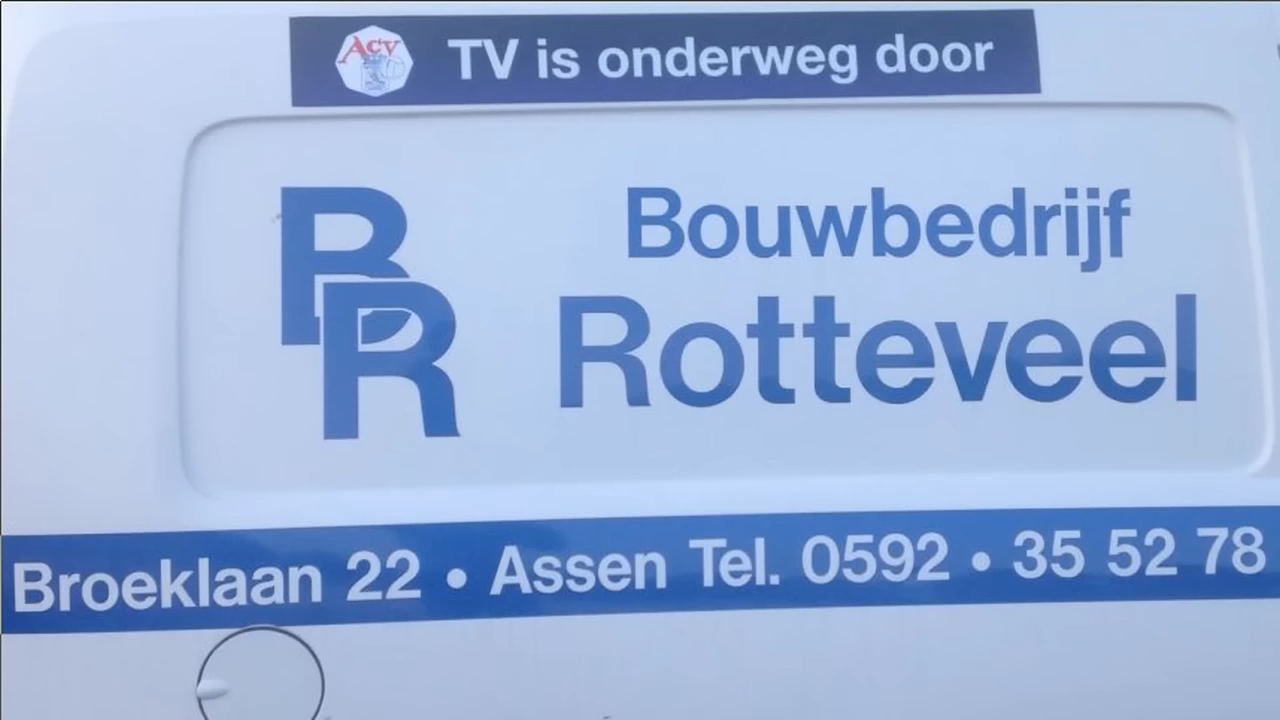 Acv TV is onderweg door
BR
Bouwbedrijf
Rotteveel
Broeklaan 22 • Assen Tel. 0592 • 35 52 78